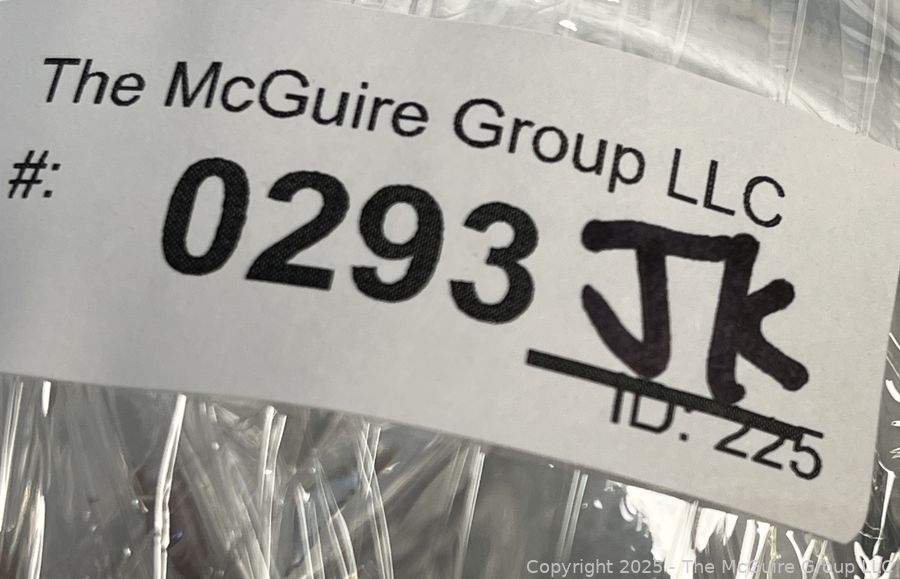 The McGuire Group LLC
#: 0293 JK
ID: 225
Copyright 2025 - The McGuire Group LLC